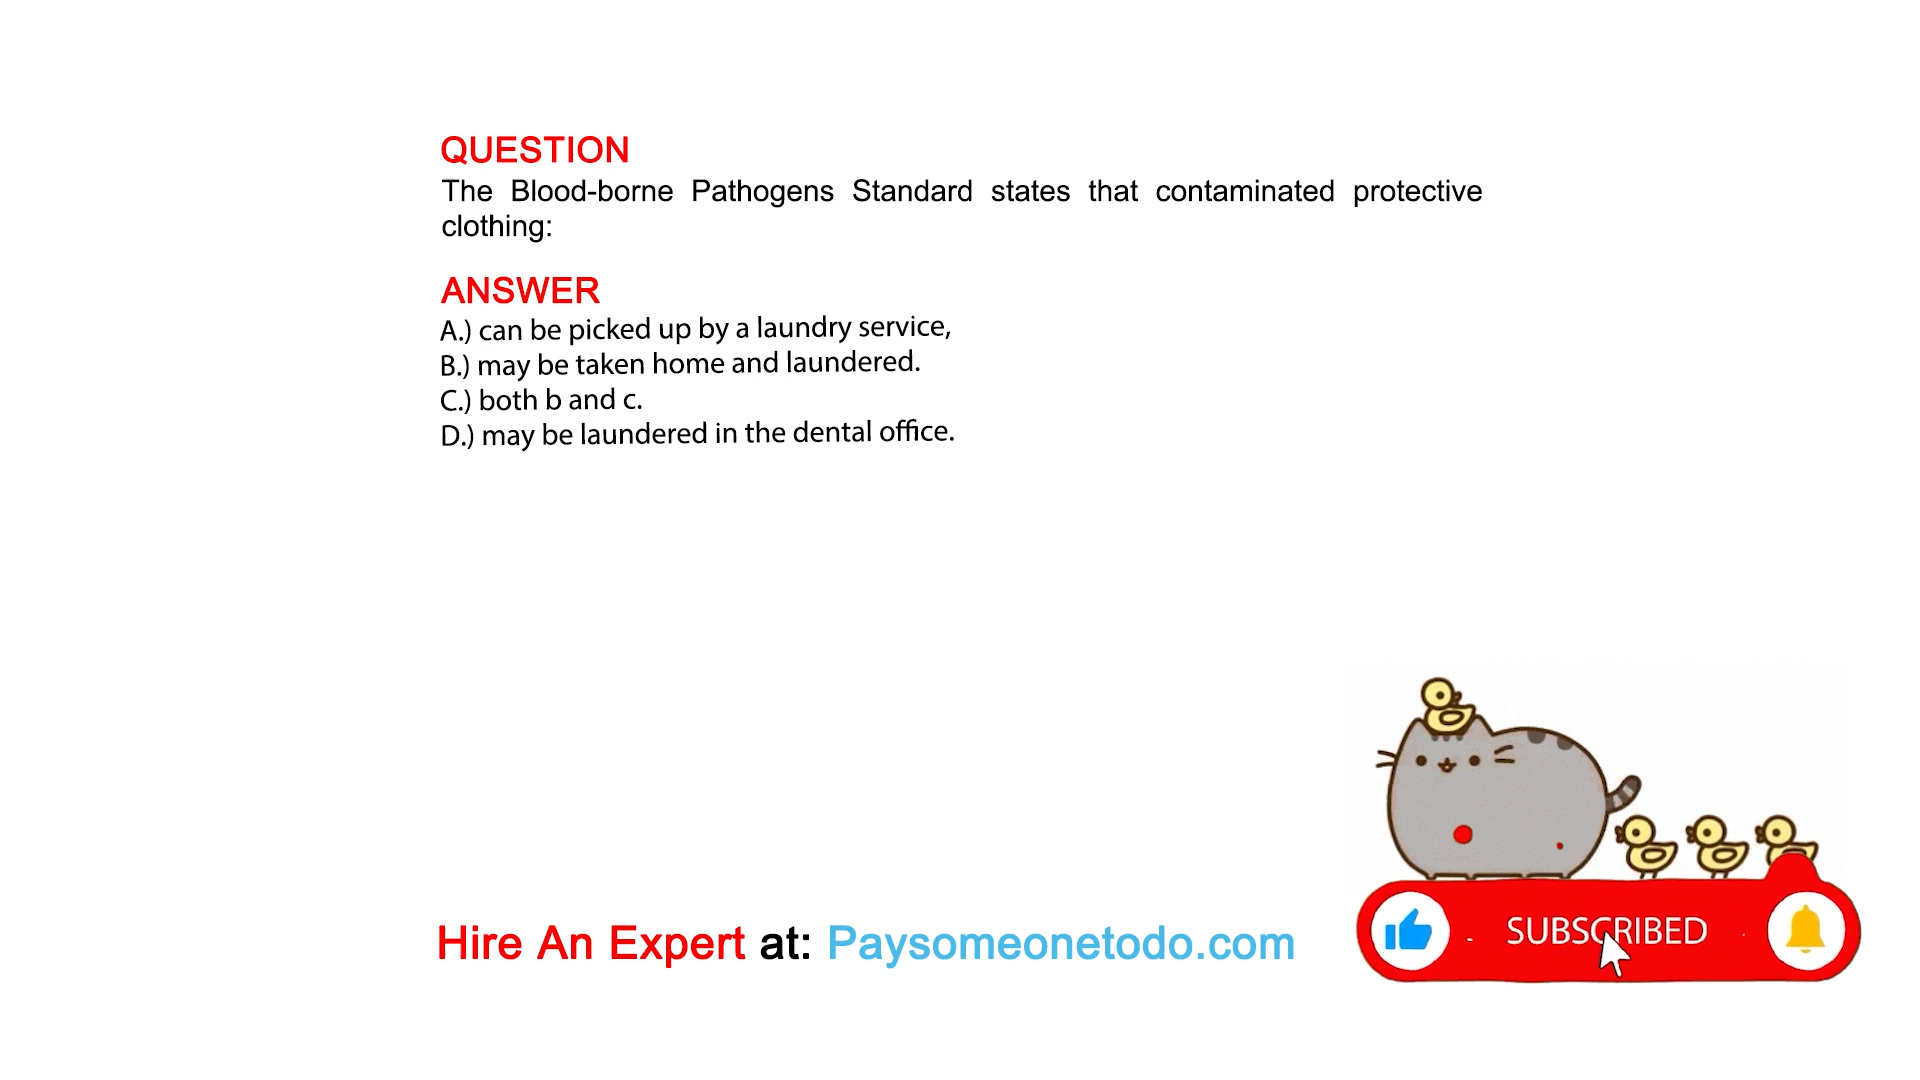 QUESTION
The Blood-borne Pathogens Standard states that contaminated protective
clothing:
ANSWER
A.) can be picked up by a laundry service,
B.) may be taken home and laundered.
C.) both b and c.
D.) may be laundered in the dental office.
Hire An Expert at: Paysomeonetodo.com
SUBSCRIBED